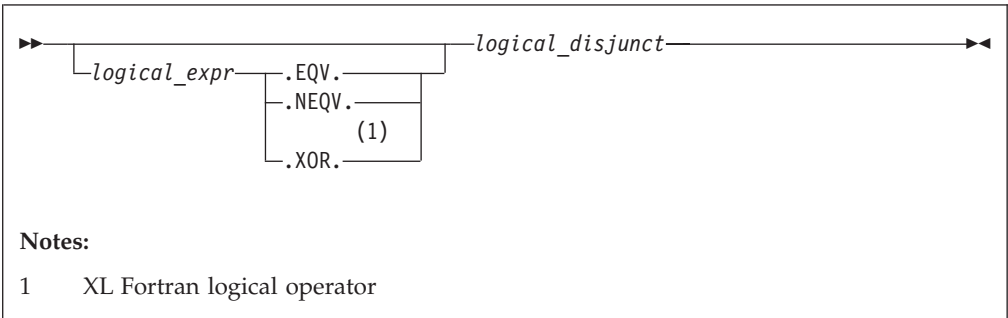 logical_disjunct
logical_expr .EQV.
.NEQV.
(1)
.XOR.
Notes:
1 XL Fortran logical operator